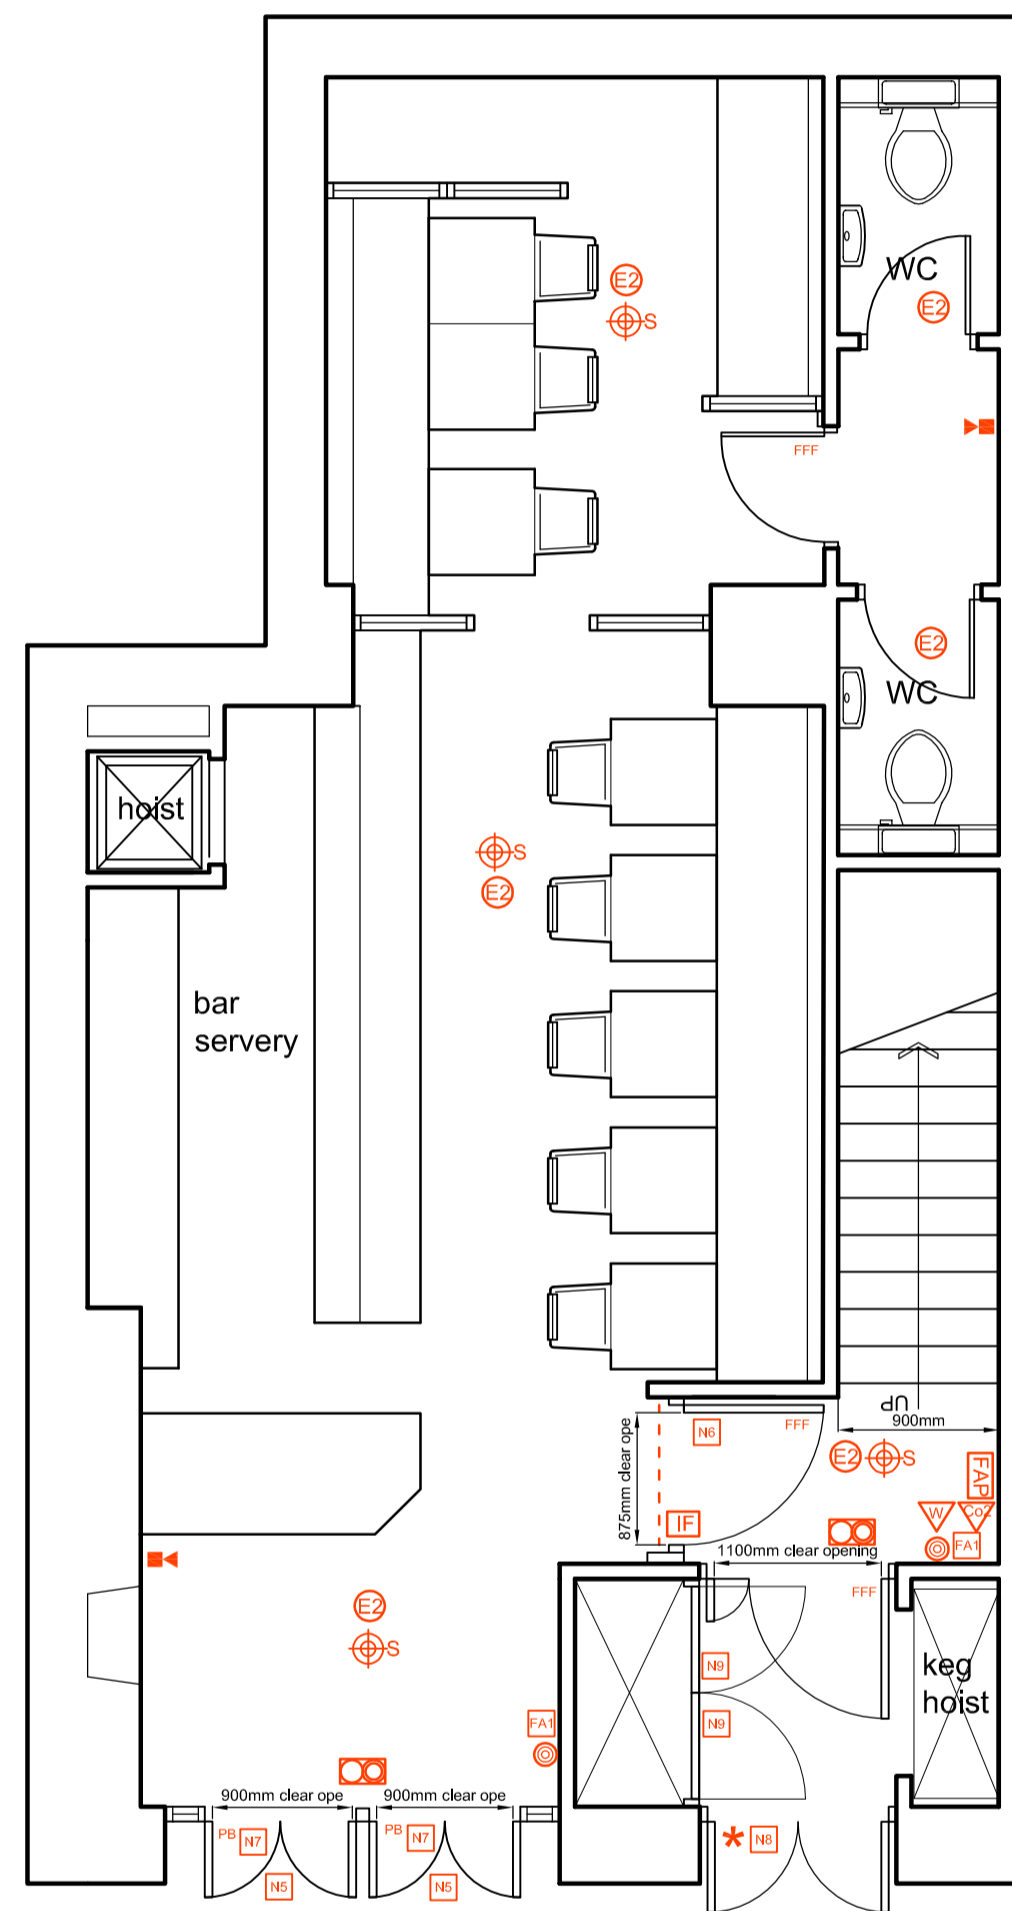 WC
E2
E2
S
FFF
E2
WC
hoist
S
E2
bar
servery
UP
900mm
N6
FFF
875mm clear ope
E2
S
FAP
IF
W
Co2
FA1
1100mm clear opening
FFF
E2
S
N9
keg
hoist
N9
FA1
900mm clear ope
900mm clear ope
PB
N7
PB
N7
* N8
N5
N5